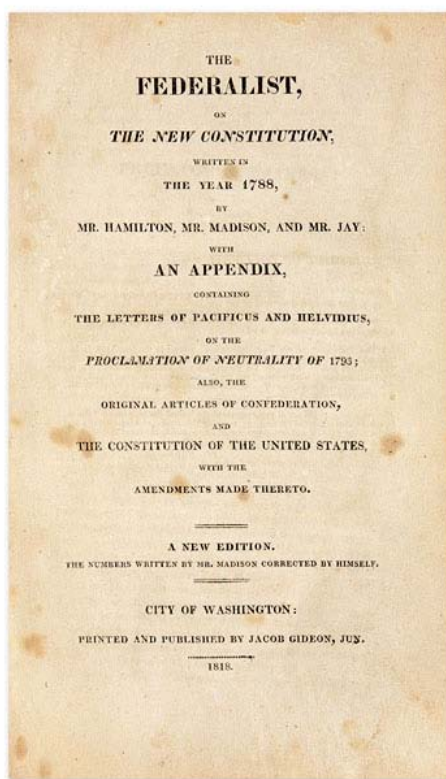 THE
FEDERALIST,
ON
THE NEW CONSTITUTION,
WRITTEN IN
THE YEAR 1788,
BY
MR. HAMILTON, MR. MADISON, AND MR. JAY:
WITH
AN APPENDIX,
CONTAINING
THE LETTERS OF PACIFICUS AND HELVIDIUS,
ON THE
PROCLAMATION OF NEUTRALITY OF 1793;
ALSO, THE
ORIGINAL ARTICLES OF CONFEDERATION,
AND
THE CONSTITUTION OF THE UNITED STATES,
WITH THE
AMENDMENTS MADE THERETO.
A NEW EDITION.
THE NUMBERS WRITTEN BY MR. MADISON CORRECTED BY HIMSELF.
CITY OF WASHINGTON:
PRINTED AND PUBLISHED BY JACOB GIDEON, JUN.
1818.